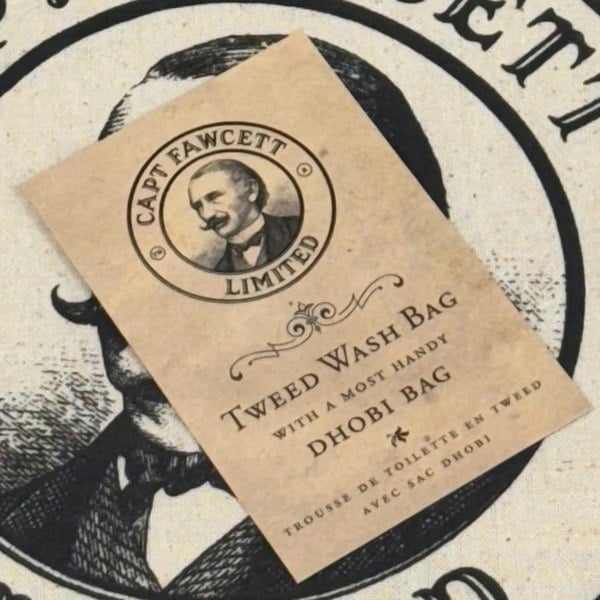 CAPT FAWCETT
LIMITED
TWEED WASH BAG
WITH A MOST HANDY
DHOBI BAG
TROUSSE DE TOILETTE EN TWEED
AVEC SAC DHOBI